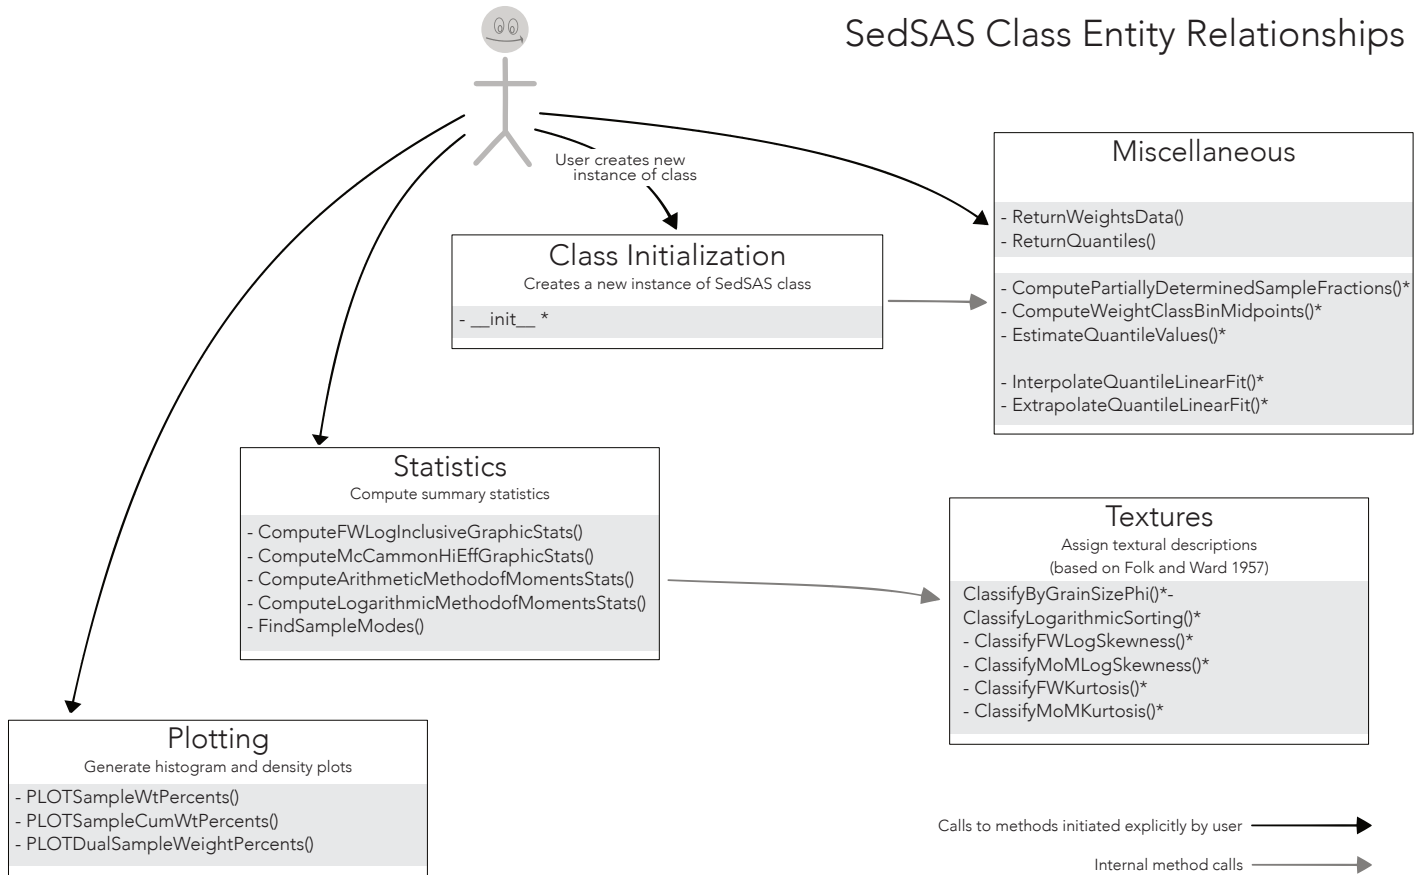 SedSAS Class Entity Relationships
User creates new
instance of class
Miscellaneous
- ReturnWeightsData()
- ReturnQuantiles()
- ComputePartiallyDeterminedSampleFractions()*
- ComputeWeightClassBinMidpoints()*
- EstimateQuantileValues()*
- InterpolateQuantileLinearFit()*
- ExtrapolateQuantileLinearFit()*
Class Initialization
Creates a new instance of SedSAS class
- __init__ *
Statistics
Compute summary statistics
- ComputeFWLogInclusiveGraphicStats()
- ComputeMcCammonHiEffGraphicStats()
- ComputeArithmeticMethodofMomentsStats()
- ComputeLogarithmicMethodofMomentsStats()
- FindSampleModes()
Textures
Assign textural descriptions
(based on Folk and Ward 1957)
ClassifyByGrainSizePhi()*-
ClassifyLogarithmicSorting()*
- ClassifyFWLogSkewness()*
- ClassifyMoMLogSkewness()*
- ClassifyFWKurtosis()*
- ClassifyMoMKurtosis()*
Plotting
Generate histogram and density plots
- PLOTSampleWtPercents()
- PLOTSampleCumWtPercents()
- PLOTDualSampleWeightPercents()
Calls to methods initiated explicitly by user
Internal method calls